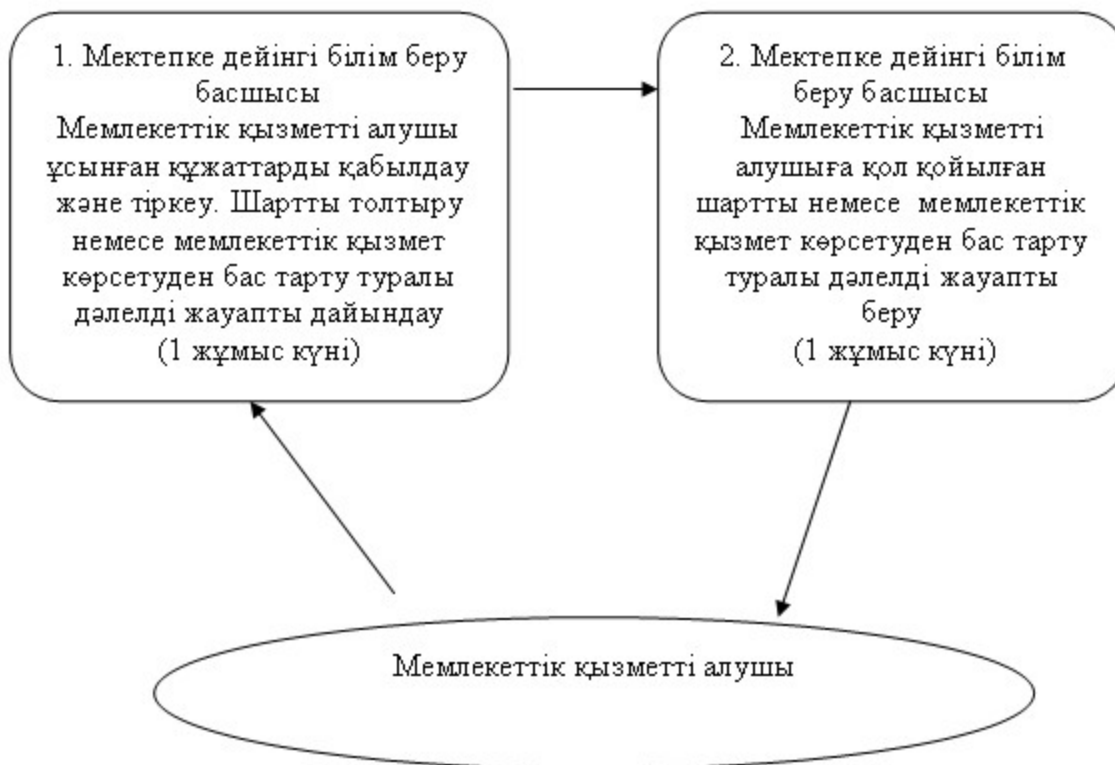 1. Мектепке дейінгі білім беру
басшысы
Мемлекеттік қызметті алушы
ұсынған құжаттарды қабылдау
және тіркеу. Шартты толтыру
немесе мемлекеттік қызмет
көрсетуден бас тарту туралы
дәлелді жауапты дайындау
(1 жұмыс күні)
2. Мектепке дейінгі білім
беру басшысы
Мемлекеттік қызметті
алушыға қол қойылған
шартты немесе  мемлекеттік
қызмет көрсетуден бас тарту
туралы дәлелді жауапты
беру
(1 жұмыс күні)
Мемлекеттік қызметті алушы